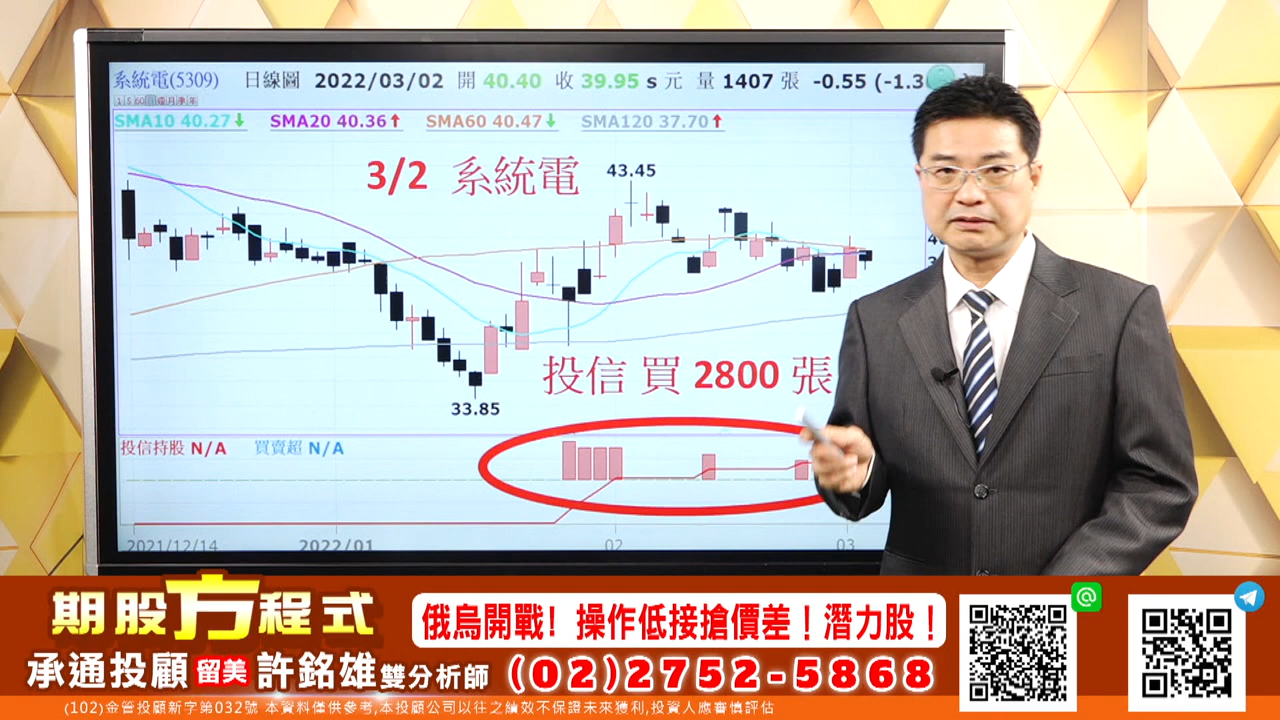 系統電(5309) 日線圖 2022/03/02 開 40.40 收 39.95 s 元 量 1407 張 -0.55 (-1.3
SMA10 40.27↓ SMA20 40.36↑ SMA60 40.47↓ SMA120 37.70↑
3/2 系統電
43.45
33.85
投信 買 2800 張
投信持股 N/A 買賣超 N/A
2021/12/14 2022/01 02 03
期股方程式
俄烏開戰! 操作低接搶價差!潛力股!
承通投顧 留美 許銘雄 雙分析師 (02)2752-5868
(102)金管投顧新字第032號 本資料僅供參考,本投顧公司以往之績效不保證未來獲利,投資人應審慎評估